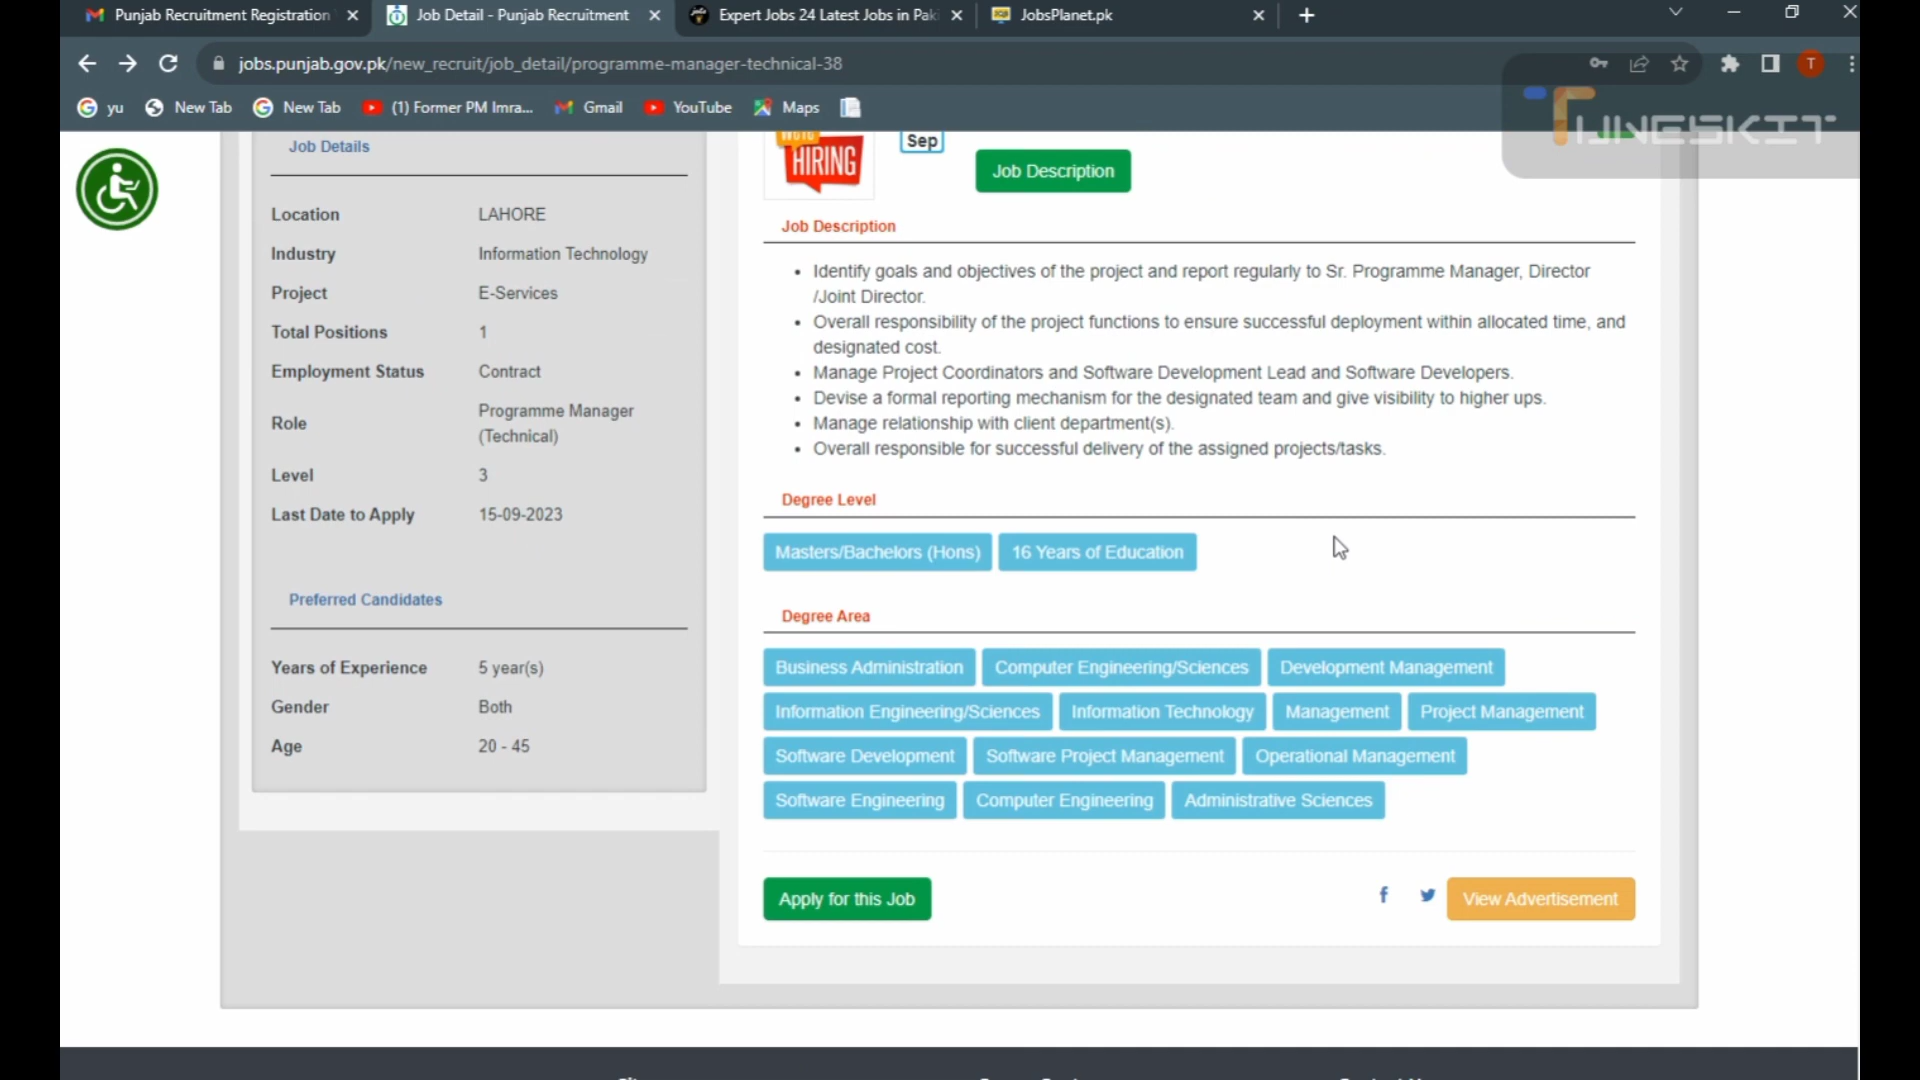 Punjab Recruitment Registration
Job Detail - Punjab Recruitment
Expert Jobs 24 Latest Jobs in Pak
JobsPlanet.pk
jobs.punjab.gov.pk/new_recruit/job_detail/programme-manager-technical-38
T
yu
New Tab
New Tab
(1) Former PM Imra...
Gmail
YouTube
Maps
TUNESKIT
Job Details
Location LAHORE
Industry Information Technology
Project E-Services
Total Positions 1
Employment Status Contract
Role Programme Manager
(Technical)
Level 3
Last Date to Apply 15-09-2023
Preferred Candidates
Years of Experience 5 year(s)
Gender Both
Age 20 - 45
HIRING
Sep
Job Description
Job Description
• Identify goals and objectives of the project and report regularly to Sr. Programme Manager, Director
/Joint Director.
• Overall responsibility of the project functions to ensure successful deployment within allocated time, and
designated cost.
• Manage Project Coordinators and Software Development Lead and Software Developers.
• Devise a formal reporting mechanism for the designated team and give visibility to higher ups.
• Manage relationship with client department(s).
• Overall responsible for successful delivery of the assigned projects/tasks.
Degree Level
Masters/Bachelors (Hons) 16 Years of Education
Degree Area
Business Administration Computer Engineering/Sciences Development Management
Information Engineering/Sciences Information Technology Management Project Management
Software Development Software Project Management Operational Management
Software Engineering Computer Engineering Administrative Sciences
Apply for this Job
View Advertisement